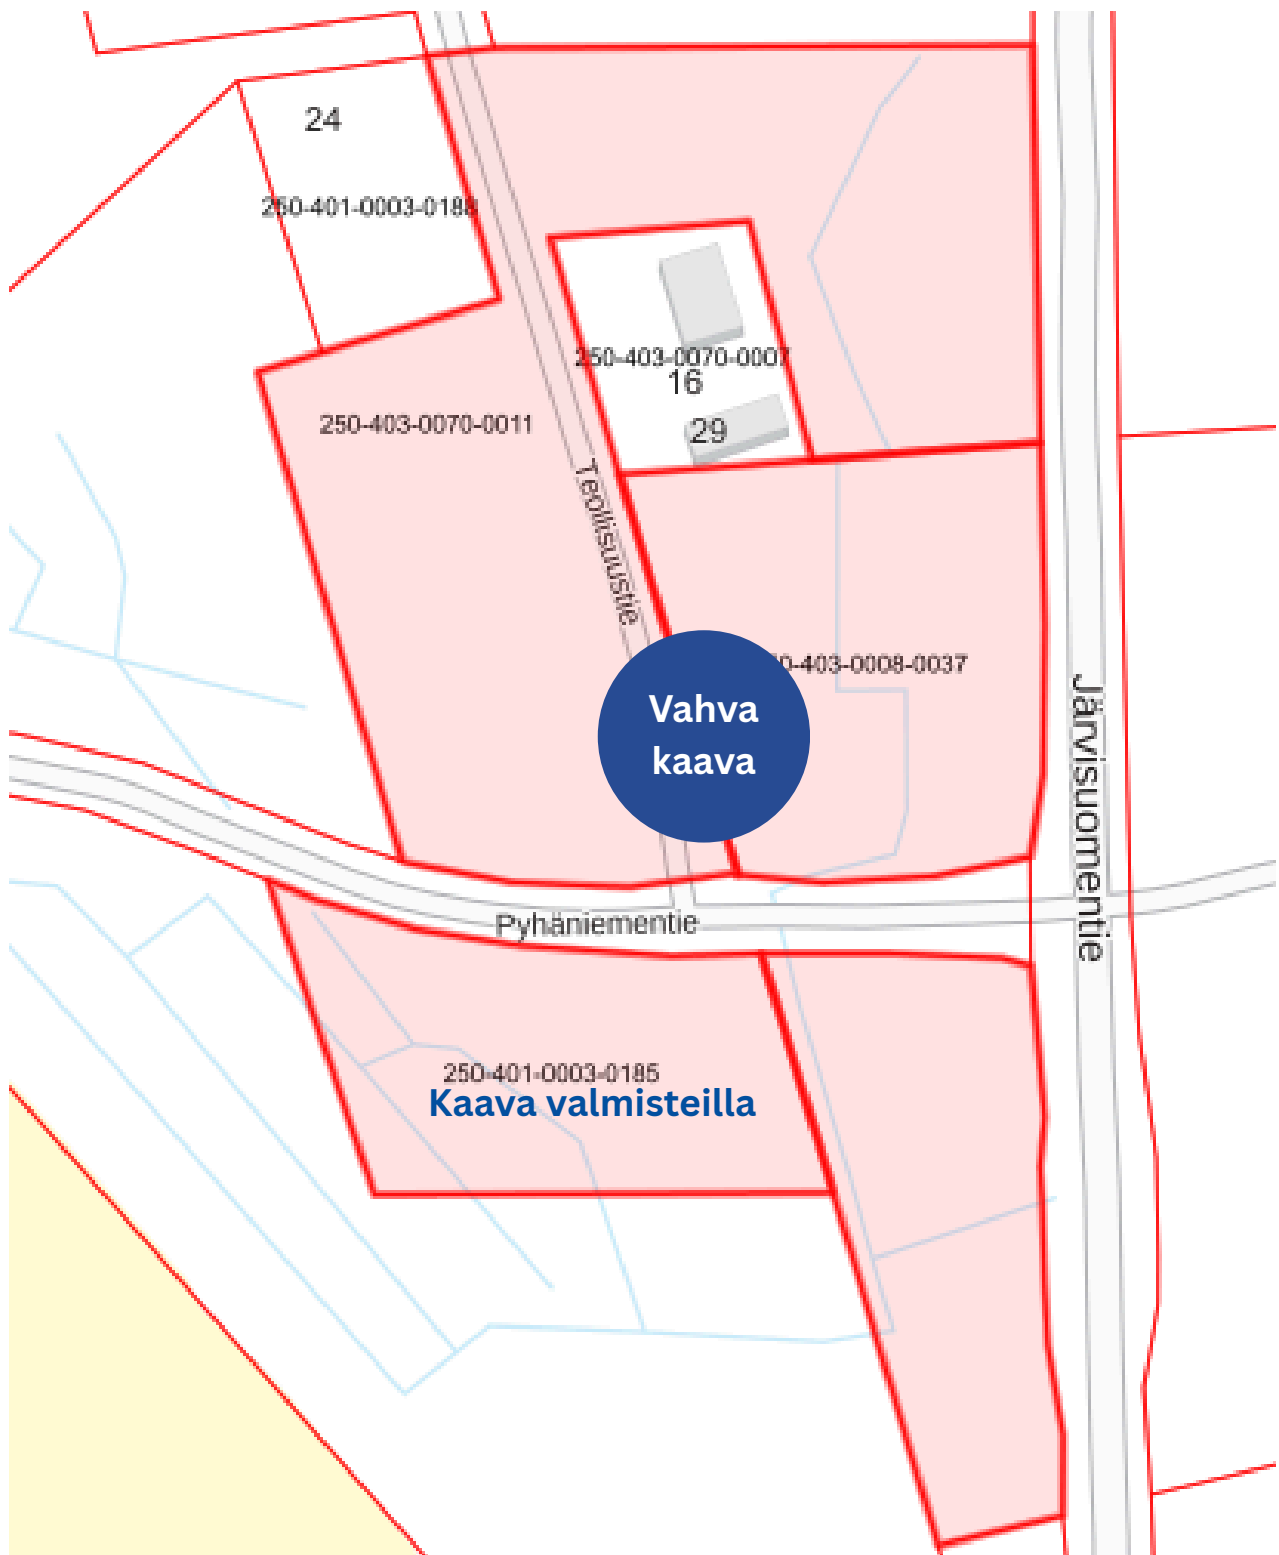 24
250-401-0003-0188
250-403-0070-0007
16
250-403-0070-0011
29
Teollisuustie
0-403-0008-0037
Vahva
kaava
Järvisuomentie
Pyhäniementie
250-401-0003-0185
Kaava valmisteilla